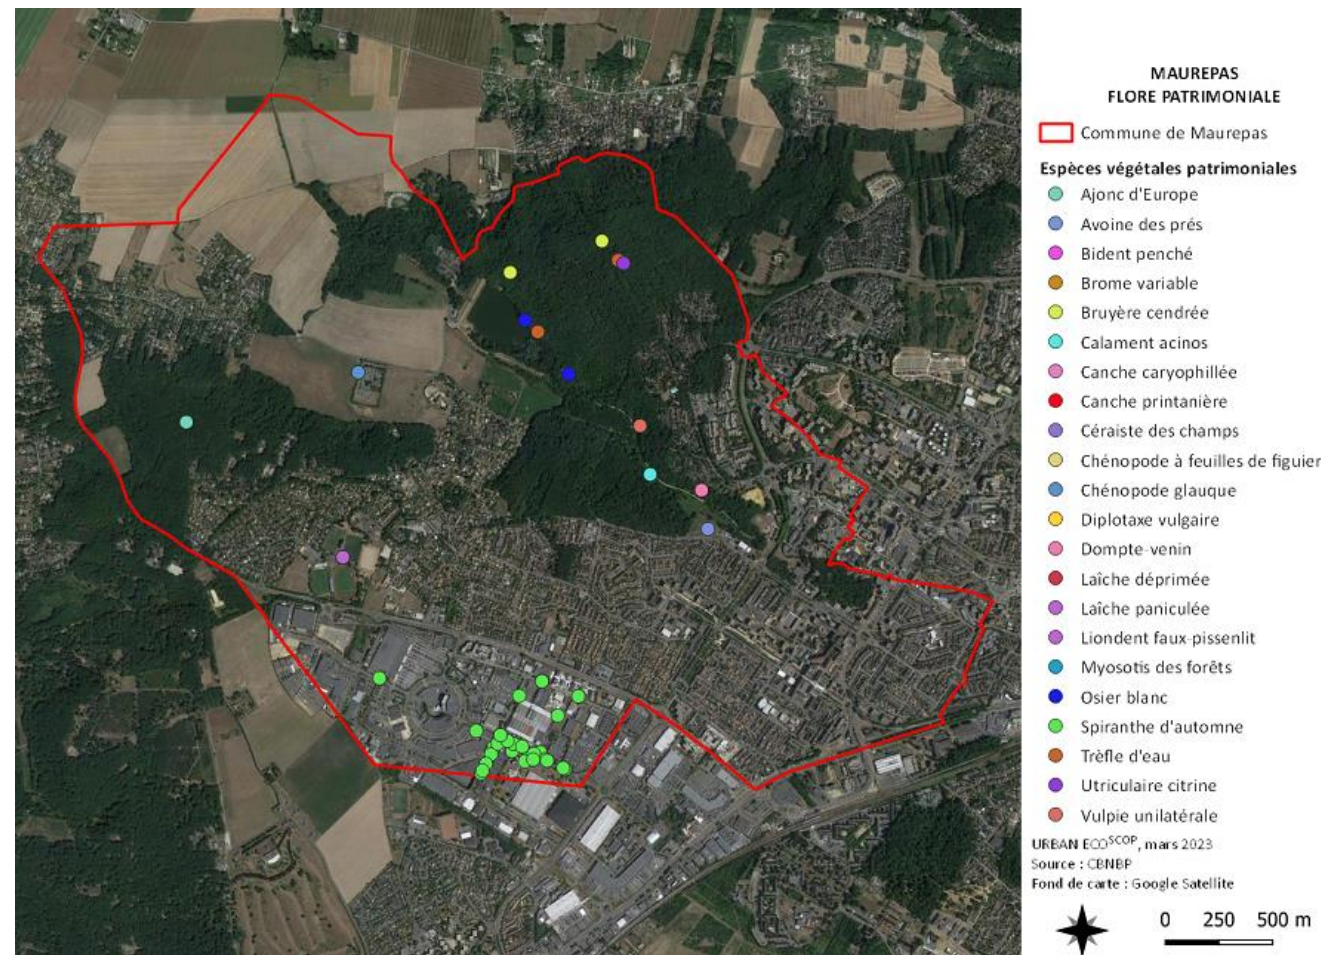 MAUREPAS
FLORE PATRIMONIALE
Commune de Maurepas
Espèces végétales patrimoniales
Ajonc d'Europe
Avoine des prés
Bident penché
Brome variable
Bruyère cendrée
Calament acinos
Canche caryophillée
Canche printanière
Céraiste des champs
Chénopode à feuilles de figuier
Chénopode glauque
Diplotaxe vulgaire
Dompte-venin
Laîche déprimée
Laîche paniculée
Liondent faux-pissenlit
Myosotis des forêts
Osier blanc
Spiranthe d'automne
Trèfle d'eau
Utriculaire citrine
Vulpie unilatérale
URBAN ECOSCOP, mars 2023
Source : CBNBP
Fond de carte : Google Satellite
0 250 500 m